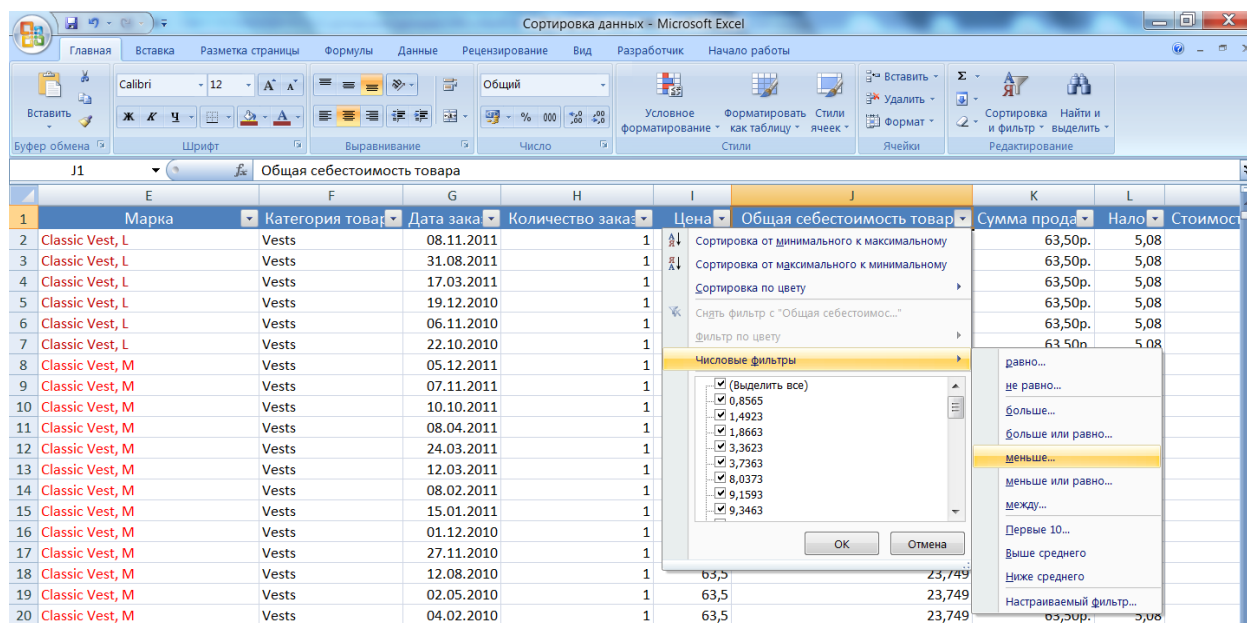 Сортировка данных - Microsoft Excel
Главная Вставка Разметка страницы Формулы Данные Рецензирование Вид Разработчик Начало работы
Вставить
Calibri 12
Ж К Ч
Общий
% 000
Условное форматирование
Форматировать как таблицу
Стили ячеек
Вставить
Удалить
Формат
Σ
Сортировка и фильтр
Найти и выделить
Буфер обмена Шрифт Выравнивание Число Стили Ячейки Редактирование
J1 fx Общая себестоимость товара
E F G H I J K L
1 Марка Категория товар Дата зака Количество заказ Цена Общая себестоимость товар Сумма прода Нало Стоимост
2 Classic Vest, L Vests 08.11.2011 1 63,50р. 5,08
3 Classic Vest, L Vests 31.08.2011 1 63,50р. 5,08
4 Classic Vest, L Vests 17.03.2011 1 63,50р. 5,08
5 Classic Vest, L Vests 19.12.2010 1 63,50р. 5,08
6 Classic Vest, L Vests 06.11.2010 1 63,50р. 5,08
7 Classic Vest, L Vests 22.10.2010 1 63,50р. 5,08
8 Classic Vest, M Vests 05.12.2011 1
9 Classic Vest, M Vests 07.11.2011 1
10 Classic Vest, M Vests 10.10.2011 1
11 Classic Vest, M Vests 08.04.2011 1
12 Classic Vest, M Vests 24.03.2011 1
13 Classic Vest, M Vests 12.03.2011 1
14 Classic Vest, M Vests 08.02.2011 1
15 Classic Vest, M Vests 15.01.2011 1
16 Classic Vest, M Vests 01.12.2010 1
17 Classic Vest, M Vests 27.11.2010 1
18 Classic Vest, M Vests 12.08.2010 1 63,5 23,749
19 Classic Vest, M Vests 02.05.2010 1 63,5 23,749
20 Classic Vest, M Vests 04.02.2010 1 63,5 23,749 63,50р. 5,08
Сортировка от минимального к максимальному
Сортировка от максимального к минимальному
Сортировка по цвету
Снять фильтр с "Общая себестоимос..."
Фильтр по цвету
Числовые фильтры
(Выделить все)
0,8565
1,4923
1,8663
3,3623
3,7363
8,0373
9,1593
9,3463
ОК Отмена
равно...
не равно...
больше...
больше или равно...
меньше...
меньше или равно...
между...
Первые 10...
Выше среднего
Ниже среднего
Настраиваемый фильтр...